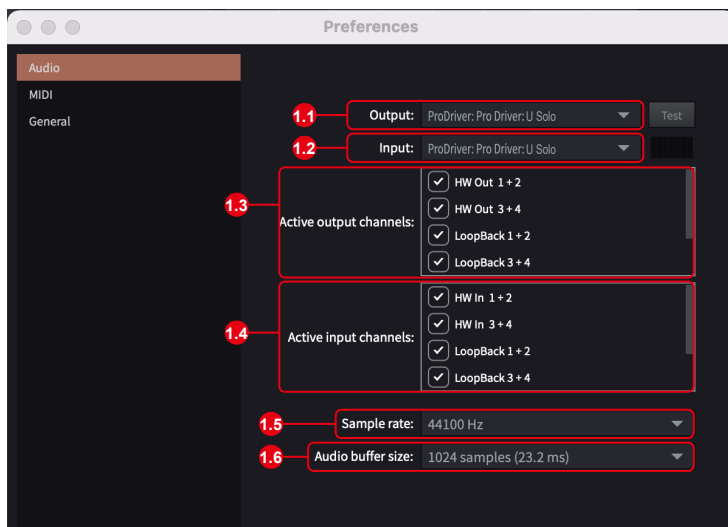 Preferences
Audio
MIDI
General
1.1 Output: ProDriver: Pro Driver: U Solo Test
1.2 Input: ProDriver: Pro Driver: U Solo
1.3 Active output channels:
HW Out 1 + 2
HW Out 3 + 4
LoopBack 1 + 2
LoopBack 3 + 4
1.4 Active input channels:
HW In 1 + 2
HW In 3 + 4
LoopBack 1 + 2
LoopBack 3 + 4
1.5 Sample rate: 44100 Hz
1.6 Audio buffer size: 1024 samples (23.2 ms)